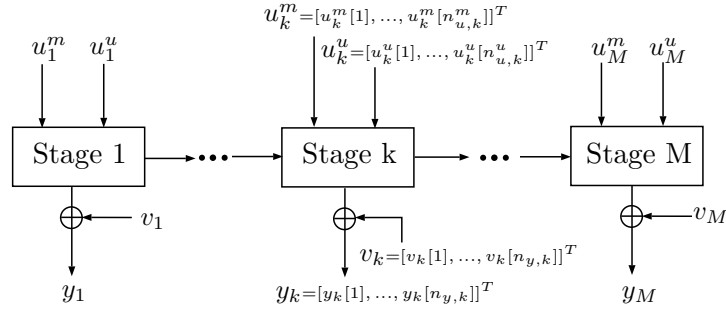 u_k^m=[u_k^m[1], ..., u_k^m[n_{u,k}^m]]^T
u_1^m u_1^u u_k^u=[u_k^u[1], ..., u_k^u[n_{u,k}^u]]^T u_M^m u_M^u
Stage 1 ••• Stage k ••• Stage M
v_1 v_M
v_k=[v_k[1], ..., v_k[n_{y,k}]]^T
y_1 y_k=[y_k[1], ..., y_k[n_{y,k}]]^T y_M